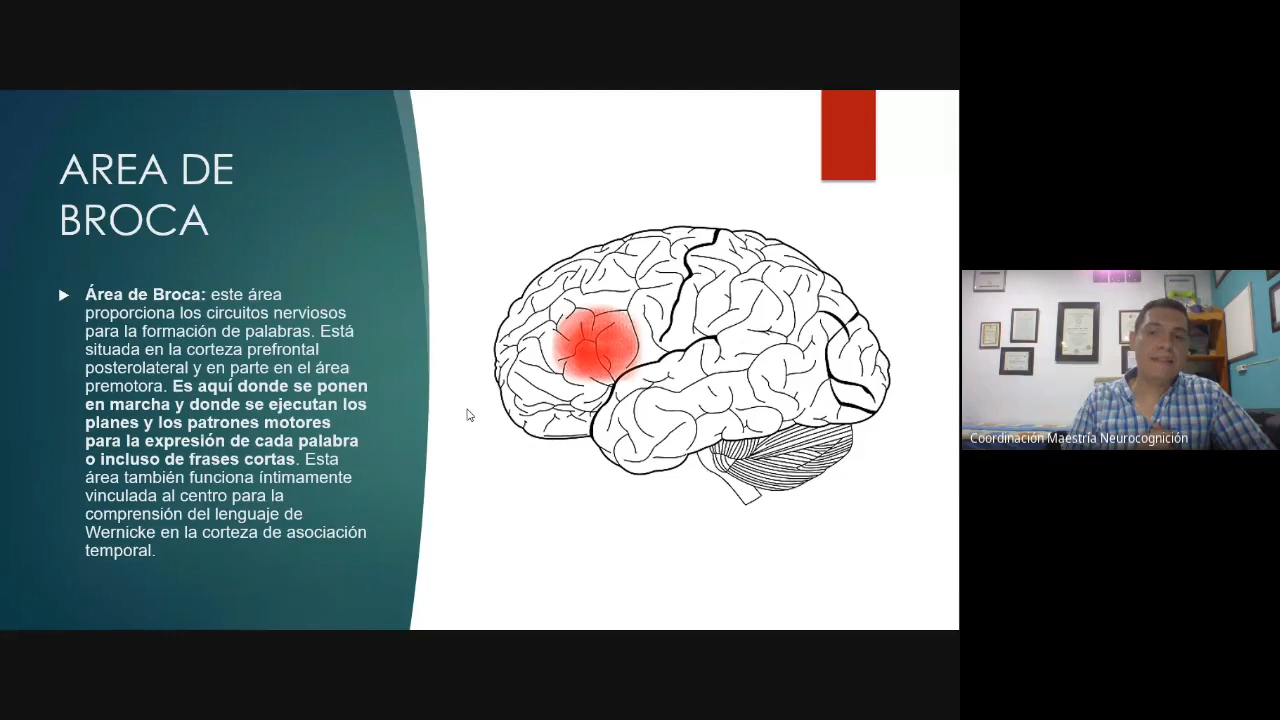 AREA DE
BROCA
Área de Broca: este área
proporciona los circuitos nerviosos
para la formación de palabras. Está
situada en la corteza prefrontal
posterolateral y en parte en el área
premotora. Es aquí donde se ponen
en marcha y donde se ejecutan los
planes y los patrones motores
para la expresión de cada palabra
o incluso de frases cortas. Esta
área también funciona íntimamente
vinculada al centro para la
comprensión del lenguaje de
Wernicke en la corteza de asociación
temporal.
Coordinación Maestría Neurocognición